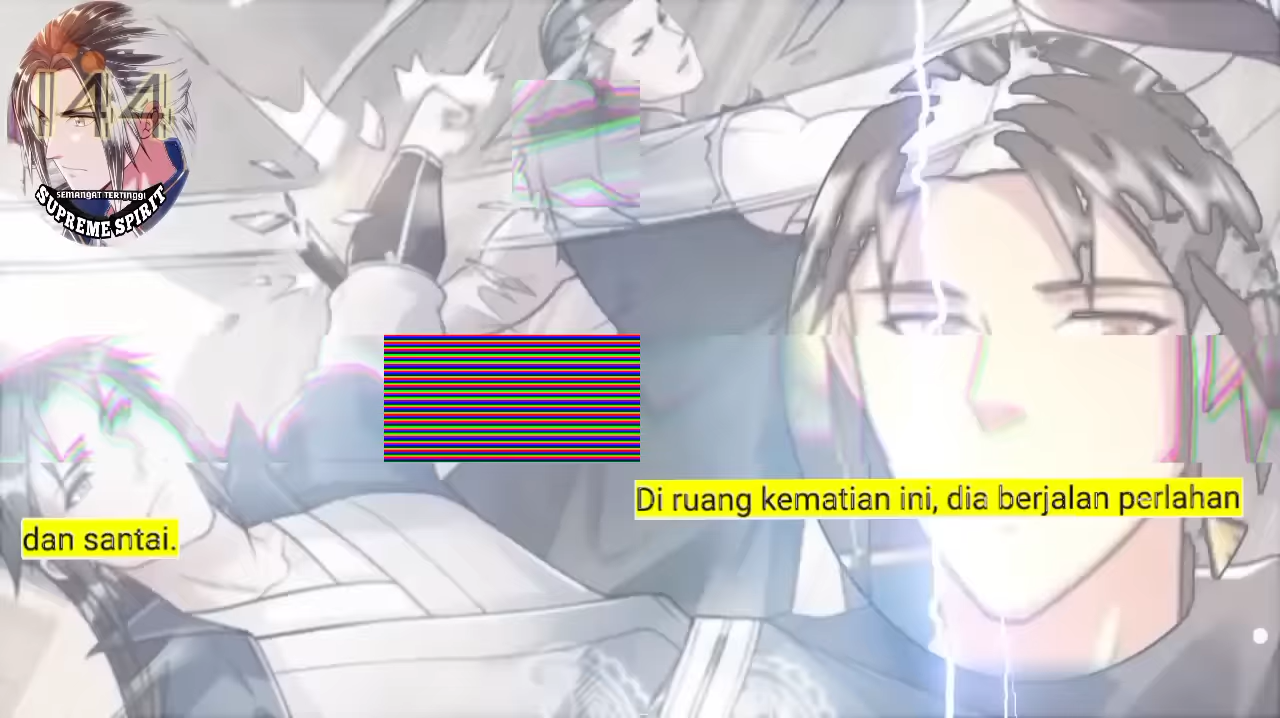 144
SEMANGAT TERTINGGI
SUPREME SPIRIT
Di ruang kematian ini, dia berjalan perlahan
dan santai.